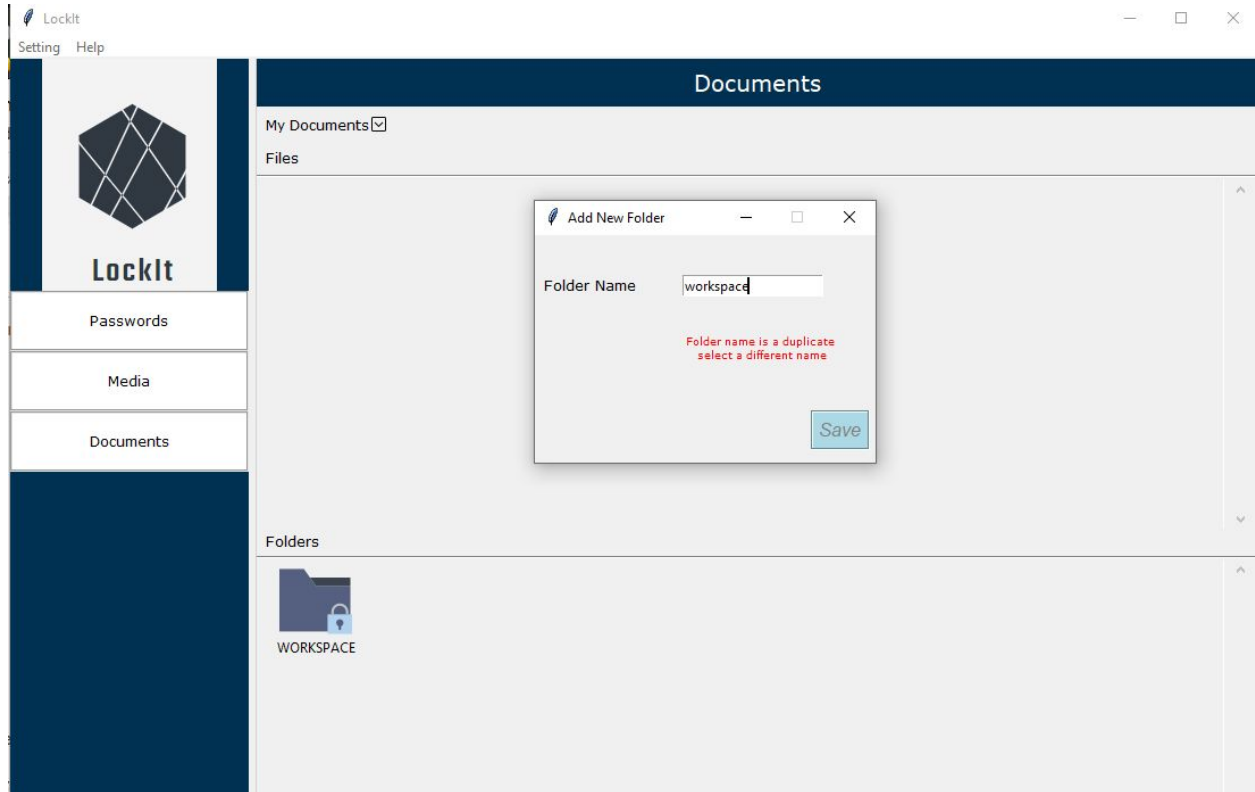 LockIt
Setting Help
Documents
LockIt
Passwords
Media
Documents
My Documents
Files
Add New Folder
Folder Name workspace
Folder name is a duplicate
select a different name
Save
Folders
WORKSPACE